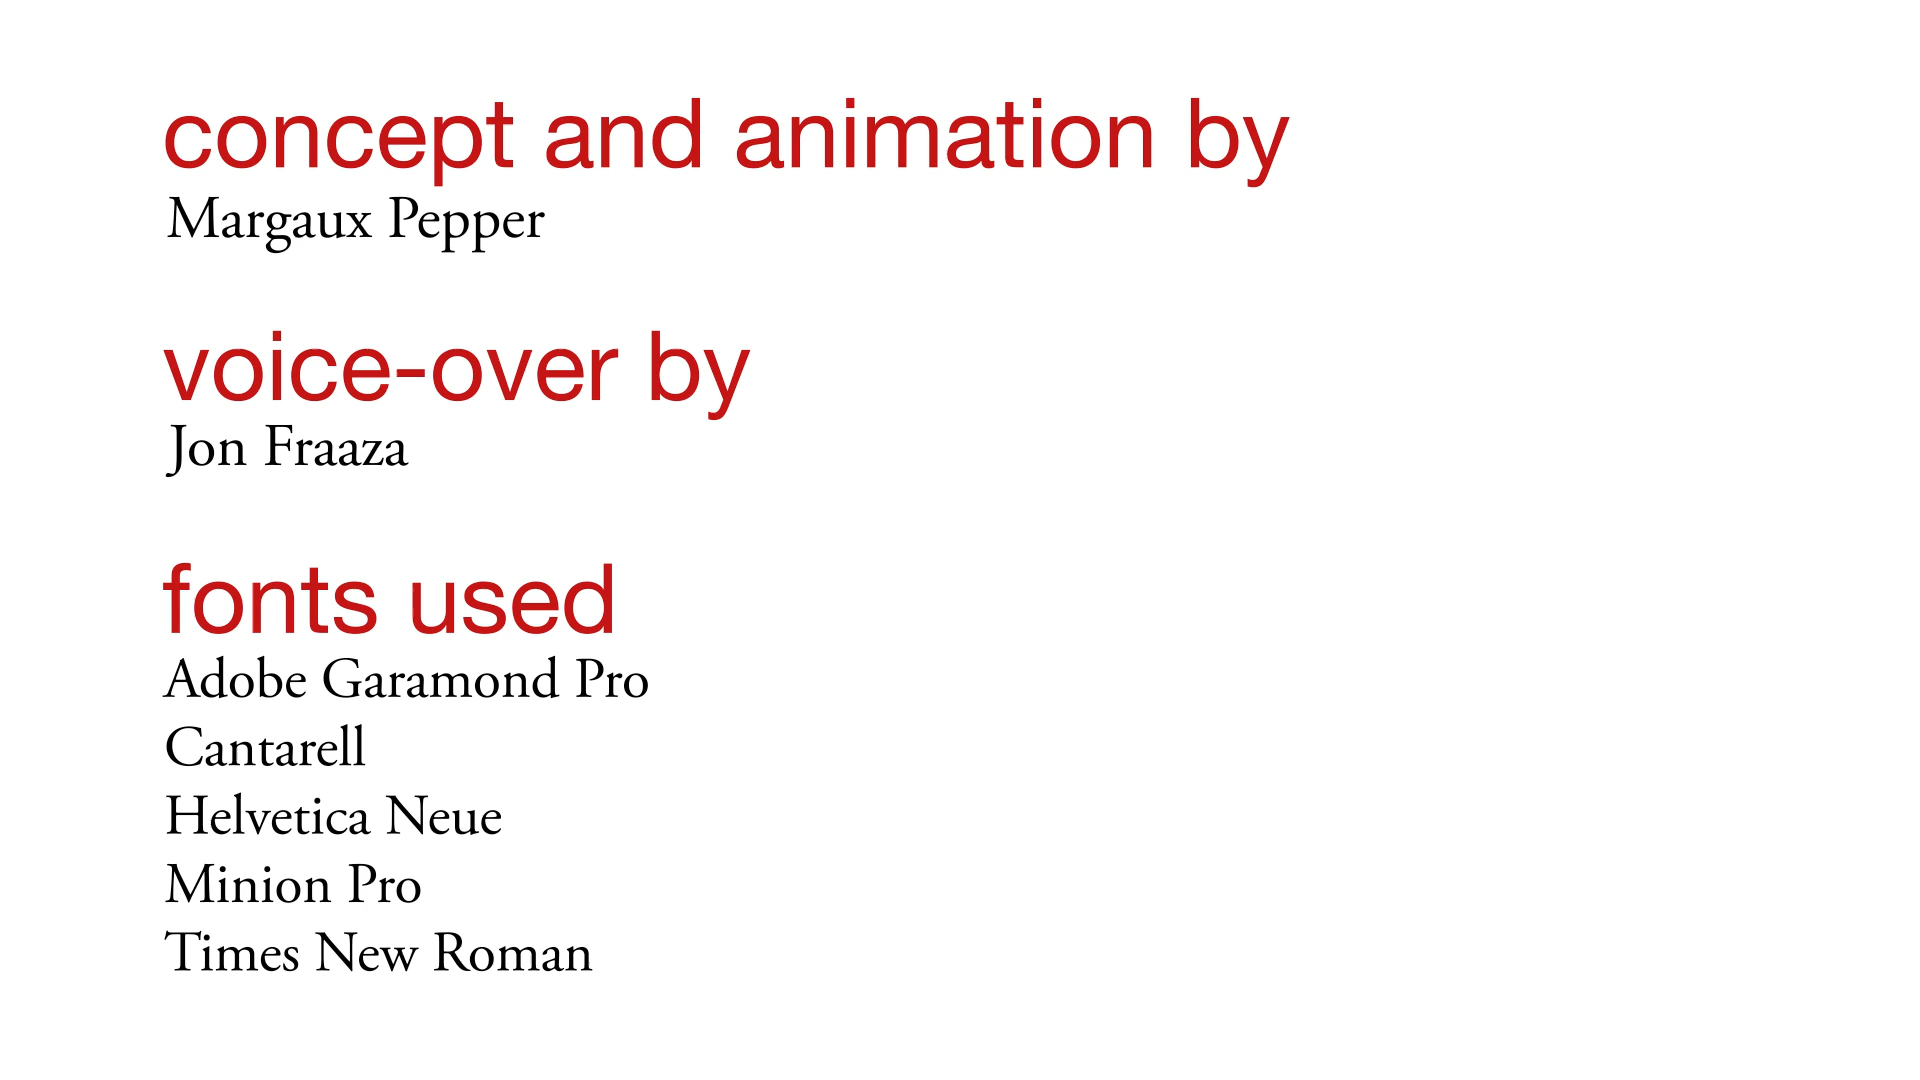 concept and animation by
Margaux Pepper
voice-over by
Jon Fraaza
fonts used
Adobe Garamond Pro
Cantarell
Helvetica Neue
Minion Pro
Times New Roman